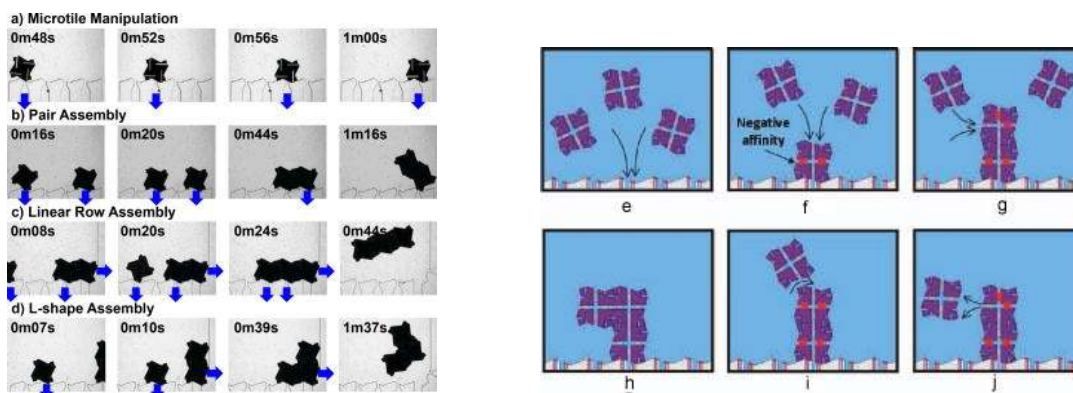 a) Microtile Manipulation
0m48s 0m52s 0m56s 1m00s
b) Pair Assembly
0m16s 0m20s 0m44s 1m16s
c) Linear Row Assembly
0m08s 0m20s 0m24s 0m44s
d) L-shape Assembly
0m07s 0m10s 0m39s 1m37s
Negative
affinity
e f g
h i j